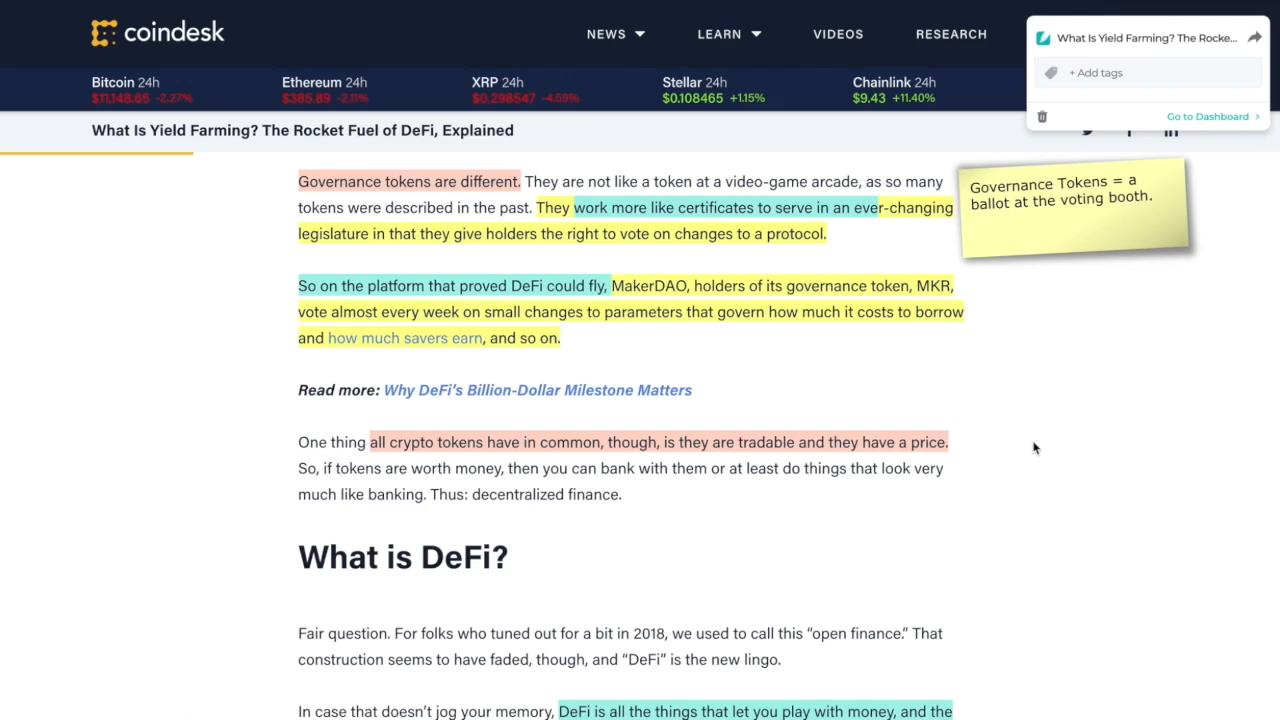 coindesk
NEWS LEARN VIDEOS RESEARCH
What Is Yield Farming? The Rocke...
+ Add tags
Go to Dashboard
Bitcoin 24h
$11,148.65 -2.27%
Ethereum 24h
$385.89 -2.11%
XRP 24h
$0.298547 -4.59%
Stellar 24h
$0.108465 +1.15%
Chainlink 24h
$9.43 +11.40%
What Is Yield Farming? The Rocket Fuel of DeFi, Explained
Governance tokens are different. They are not like a token at a video-game arcade, as so many
tokens were described in the past. They work more like certificates to serve in an ever-changing
legislature in that they give holders the right to vote on changes to a protocol.
Governance Tokens = a
ballot at the voting booth.
So on the platform that proved DeFi could fly, MakerDAO, holders of its governance token, MKR,
vote almost every week on small changes to parameters that govern how much it costs to borrow
and how much savers earn, and so on.
Read more: Why DeFi's Billion-Dollar Milestone Matters
One thing all crypto tokens have in common, though, is they are tradable and they have a price.
So, if tokens are worth money, then you can bank with them or at least do things that look very
much like banking. Thus: decentralized finance.
What is DeFi?
Fair question. For folks who tuned out for a bit in 2018, we used to call this “open finance.” That
construction seems to have faded, though, and “DeFi” is the new lingo.
In case that doesn't jog your memory, DeFi is all the things that let you play with money, and the